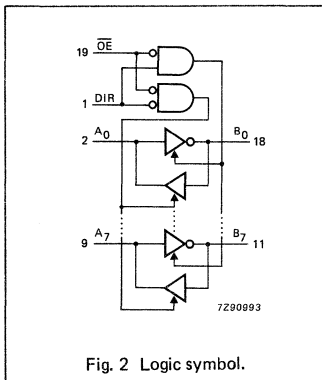 19 OE
1 DIR
2 A0 B0 18
9 A7 B7 11
7Z90993
Fig. 2 Logic symbol.